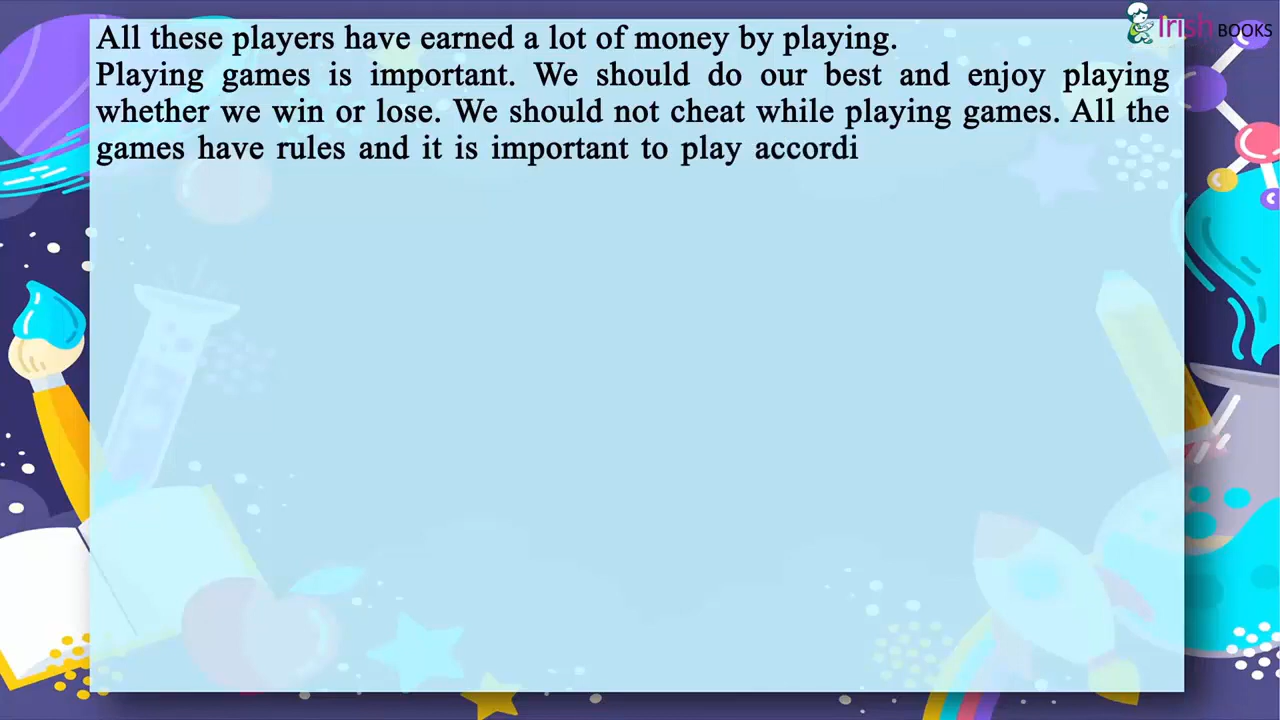 Irish BOOKS
All these players have earned a lot of money by playing.
Playing games is important. We should do our best and enjoy playing
whether we win or lose. We should not cheat while playing games. All the
games have rules and it is important to play accordi